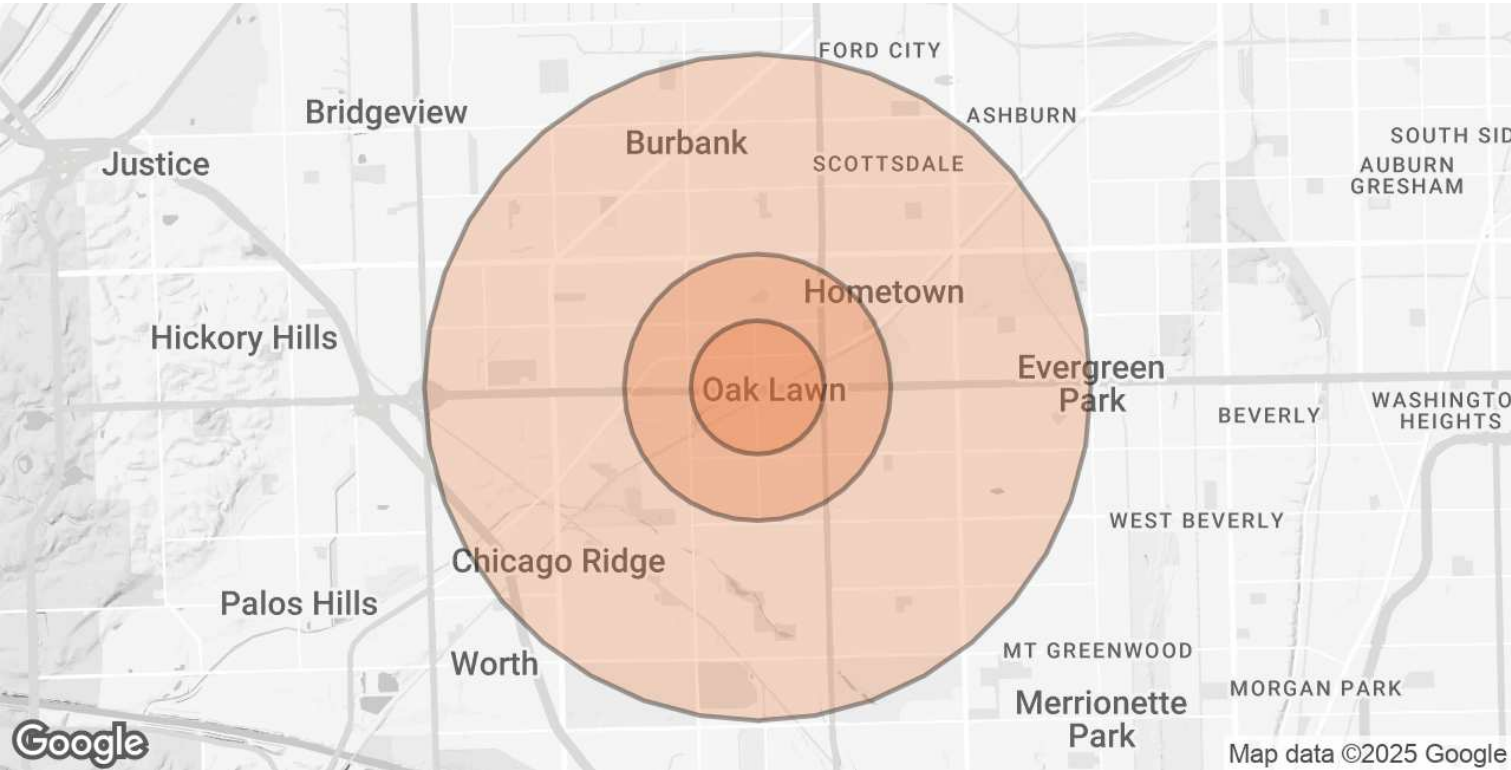 FORD CITY
Bridgeview
ASHBURN
Burbank
SOUTH SID
Justice
SCOTTSDALE
AUBURN
GRESHAM
Hometown
Hickory Hills
Evergreen
Park
Oak Lawn
BEVERLY
WASHINGTO
HEIGHTS
WEST BEVERLY
Chicago Ridge
Palos Hills
MT GREENWOOD
Worth
MORGAN PARK
Merrionette
Park
Google
Map data ©2025 Google